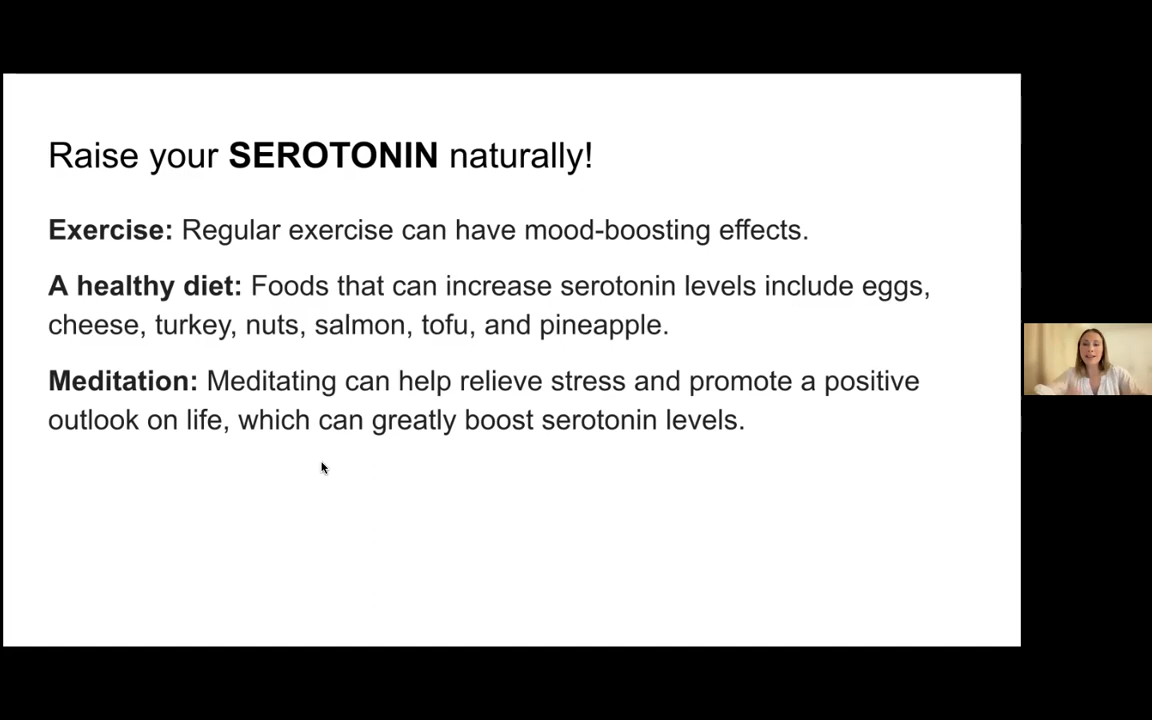 Raise your SEROTONIN naturally!
Exercise: Regular exercise can have mood-boosting effects.
A healthy diet: Foods that can increase serotonin levels include eggs,
cheese, turkey, nuts, salmon, tofu, and pineapple.
Meditation: Meditating can help relieve stress and promote a positive
outlook on life, which can greatly boost serotonin levels.